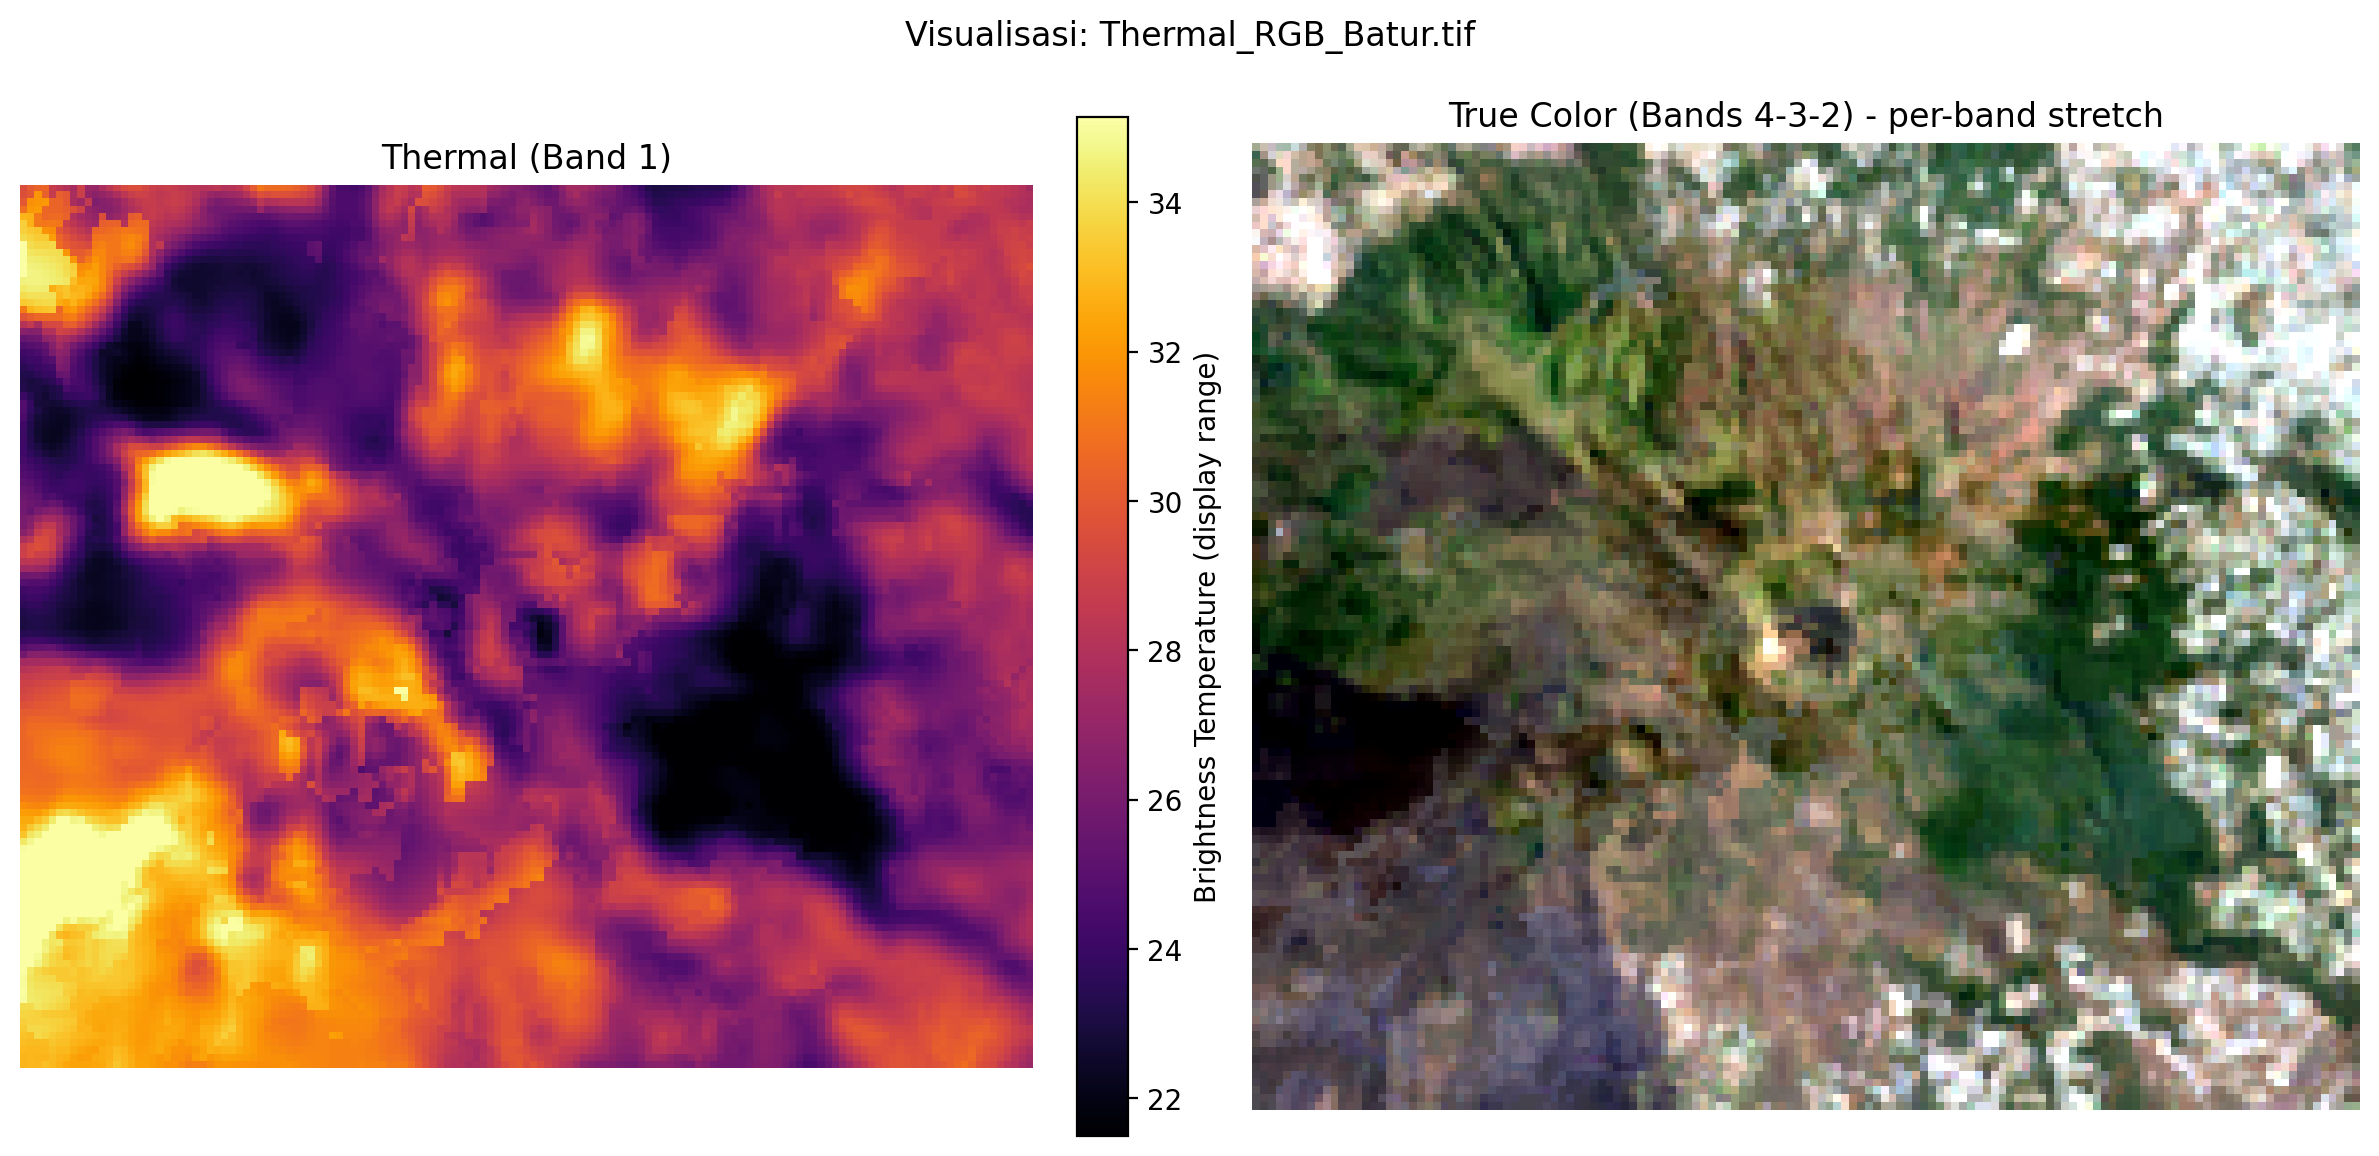 Visualisasi: Thermal_RGB_Batur.tif
Thermal (Band 1)
34
32
30
28
26
24
22
Brightness Temperature (display range)
True Color (Bands 4-3-2) - per-band stretch